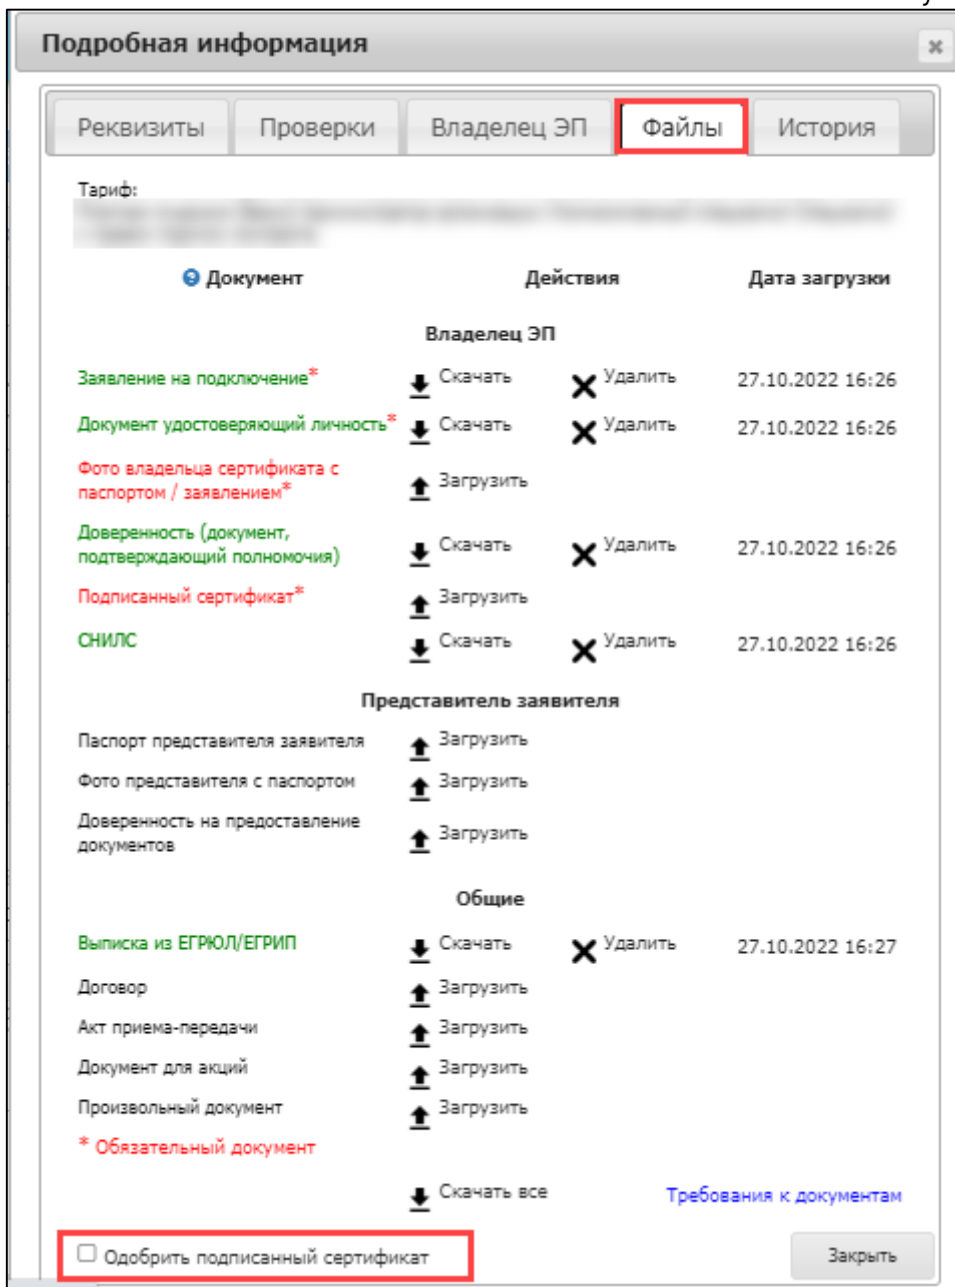 Подробная информация
Реквизиты Проверки Владелец ЭП Файлы История
Тариф:
Документ Действия Дата загрузки
Владелец ЭП
Заявление на подключение* Скачать Удалить 27.10.2022 16:26
Документ удостоверяющий личность* Скачать Удалить 27.10.2022 16:26
Фото владельца сертификата с
паспортом / заявлением* Загрузить
Доверенность (документ,
подтверждающий полномочия) Скачать Удалить 27.10.2022 16:26
Подписанный сертификат* Загрузить
СНИЛС Скачать Удалить 27.10.2022 16:26
Представитель заявителя
Паспорт представителя заявителя Загрузить
Фото представителя с паспортом Загрузить
Доверенность на предоставление
документов Загрузить
Общие
Выписка из ЕГРЮЛ/ЕГРИП Скачать Удалить 27.10.2022 16:27
Договор Загрузить
Акт приема-передачи Загрузить
Документ для акций Загрузить
Произвольный документ Загрузить
* Обязательный документ
Скачать все Требования к документам
Одобрить подписанный сертификат Закрыть